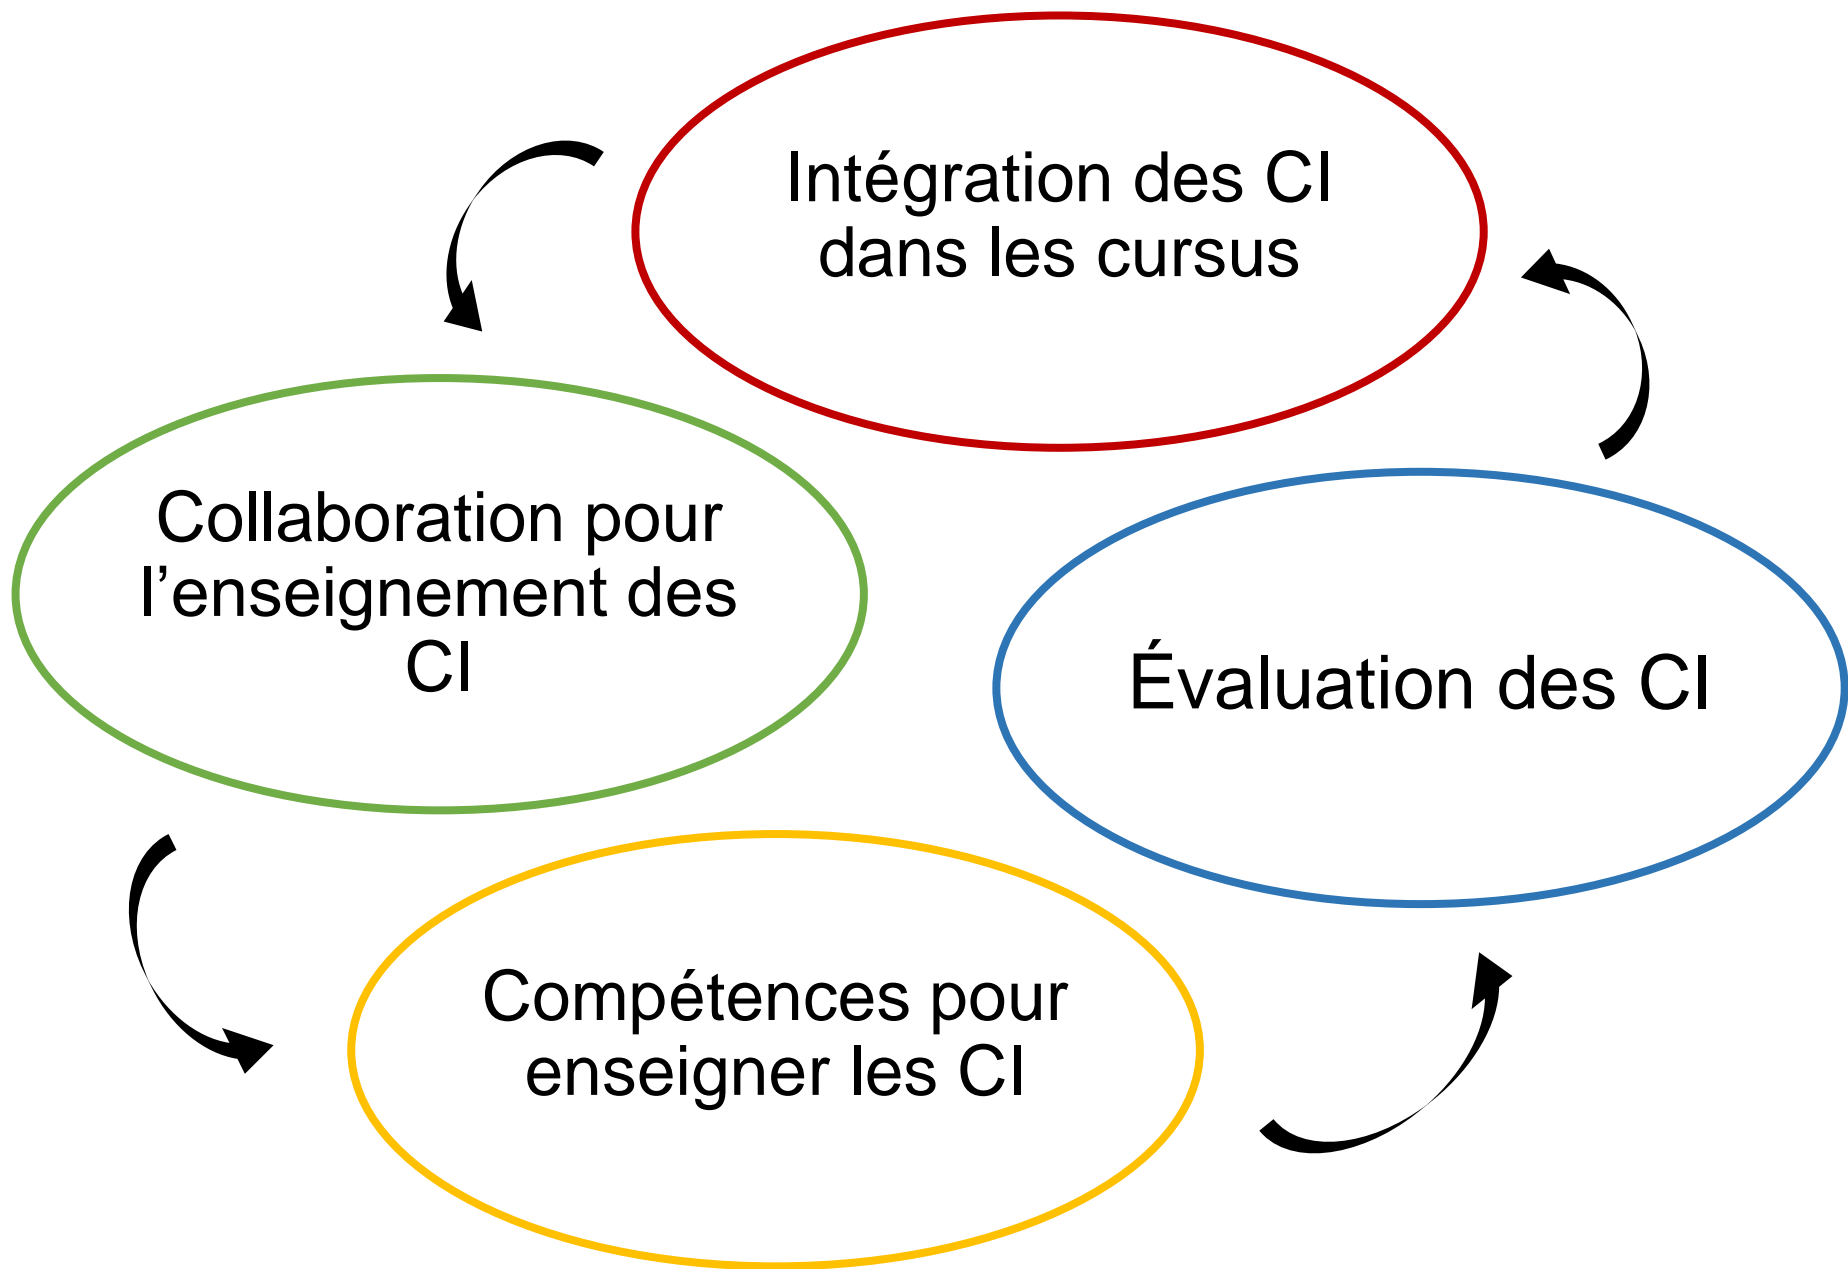 Intégration des CI
dans les cursus
Collaboration pour
l’enseignement des
CI
Évaluation des CI
Compétences pour
enseigner les CI